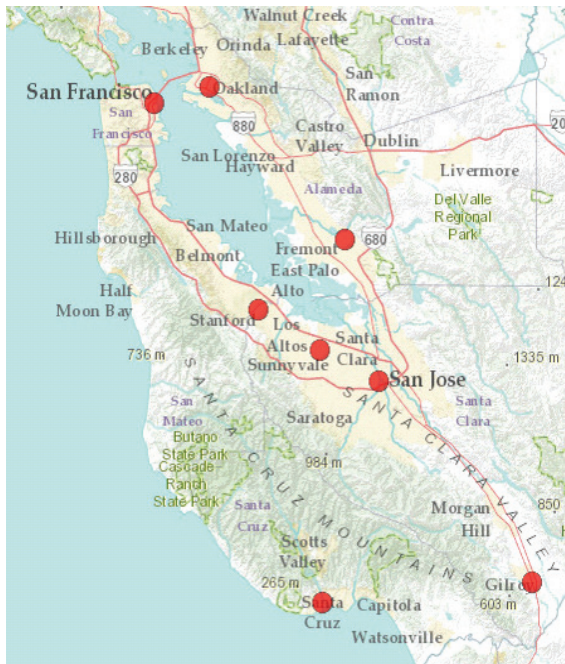 Walnut Creek
Contra
Costa
Orinda
Berkeley
Lafayette
San
Ramon
San Francisco
Oakland
San
Francisco
880
Castro
Valley
Dublin
20
San Lorenzo
Hayward
Livermore
280
Alameda
Del Valle
Regional
Park
San Mateo
Hillsborough
Fremont
680
Belmont
East Palo
Alto
Half
Moon Bay
124
Stanford
Los
Altos
Santa
Clara
736 m
Sunnyvale
1335 m
San Jose
San
Mateo
Saratoga
Santa
Clara
SANTA CLARA VALLEY
SANTA CRUZ MOUNTAINS
Butano
State Park
Cascade
Ranch
State Park
984 m
Santa
Cruz
Morgan
Hill
850
Scotts
Valley
265 m
Gilroy
603 m
Santa
Cruz
Capitola
Watsonville